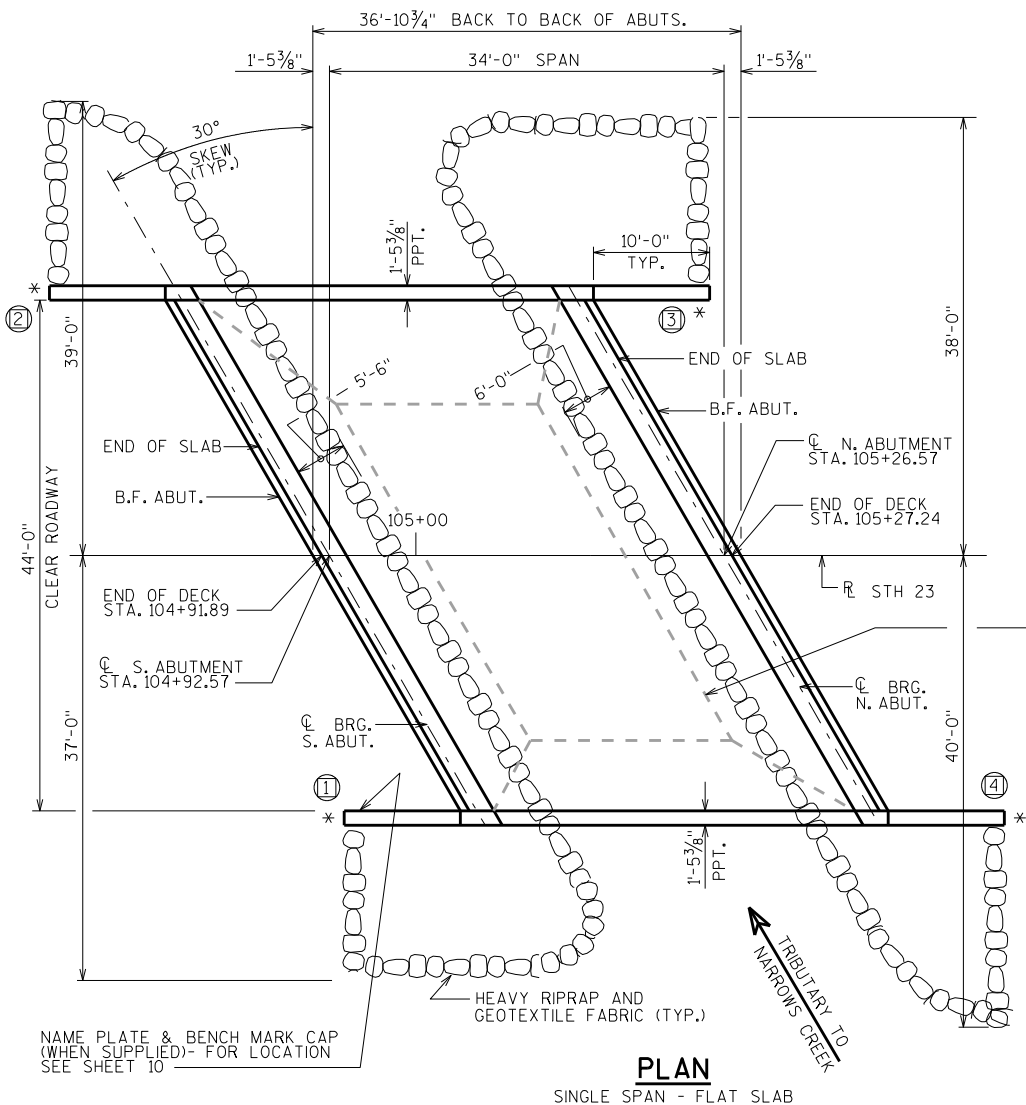 36'-10¾" BACK TO BACK OF ABUTS.
1'-5⅜"
34'-0" SPAN
1'-5⅜"
30°
SKEW
(TYP.)
1'-5⅜"
PPT.
10'-0"
TYP.
*
2
3
*
39'-0"
38'-0"
END OF SLAB
5'-6"
6'-0"
B.F. ABUT.
END OF SLAB
℄ N. ABUTMENT
STA. 105+26.57
B.F. ABUT.
END OF DECK
STA. 105+27.24
105+00
44'-0"
CLEAR ROADWAY
END OF DECK
STA. 104+91.89
RL STH 23
℄ S. ABUTMENT
STA. 104+92.57
℄ BRG.
N. ABUT.
℄ BRG.
S. ABUT.
37'-0"
40'-0"
1
4
*
*
1'-5⅜"
PPT.
TRIBUTARY TO
NARROWS CREEK
HEAVY RIPRAP AND
GEOTEXTILE FABRIC (TYP.)
NAME PLATE & BENCH MARK CAP
(WHEN SUPPLIED)- FOR LOCATION
SEE SHEET 10
PLAN
SINGLE SPAN - FLAT SLAB